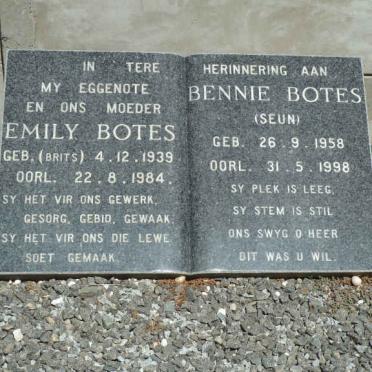 IN TERE
MY EGGENOTE
EN ONS MOEDER
EMILY BOTES
GEB. (BRITS) 4.12.1939
OORL. 22.8.1984.
SY HET VIR ONS GEWERK,
GESORG, GEBID, GEWAAK.
SY HET VIR ONS DIE LEWE
SOET GEMAAK.
HERINNERING AAN
BENNIE BOTES
(SEUN)
GEB. 26.9.1958
OORL. 31.5.1998
SY PLEK IS LEEG,
SY STEM IS STIL
ONS SWYG O HEER
DIT WAS U WIL.